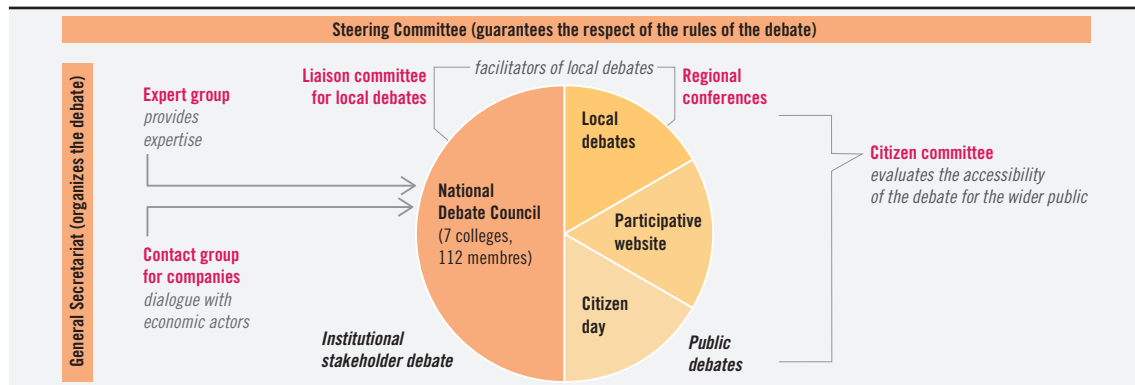 Steering Committee (guarantees the respect of the rules of the debate)
General Secretariat (organizes the debate)
Expert group
provides
expertise
Contact group
for companies
dialogue with
economic actors
Liaison committee
for local debates
facilitators of local debates
Regional
conferences
National
Debate Council
(7 colleges,
112 membres)
Local
debates
Participative
website
Citizen
day
Institutional
stakeholder debate
Public
debates
Citizen committee
evaluates the accessibility
of the debate for the wider public